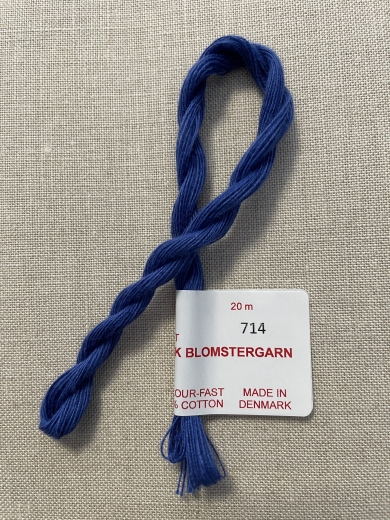 20 m
714
T
K BLOMSTERGARN
OUR-FAST MADE IN
% COTTON DENMARK